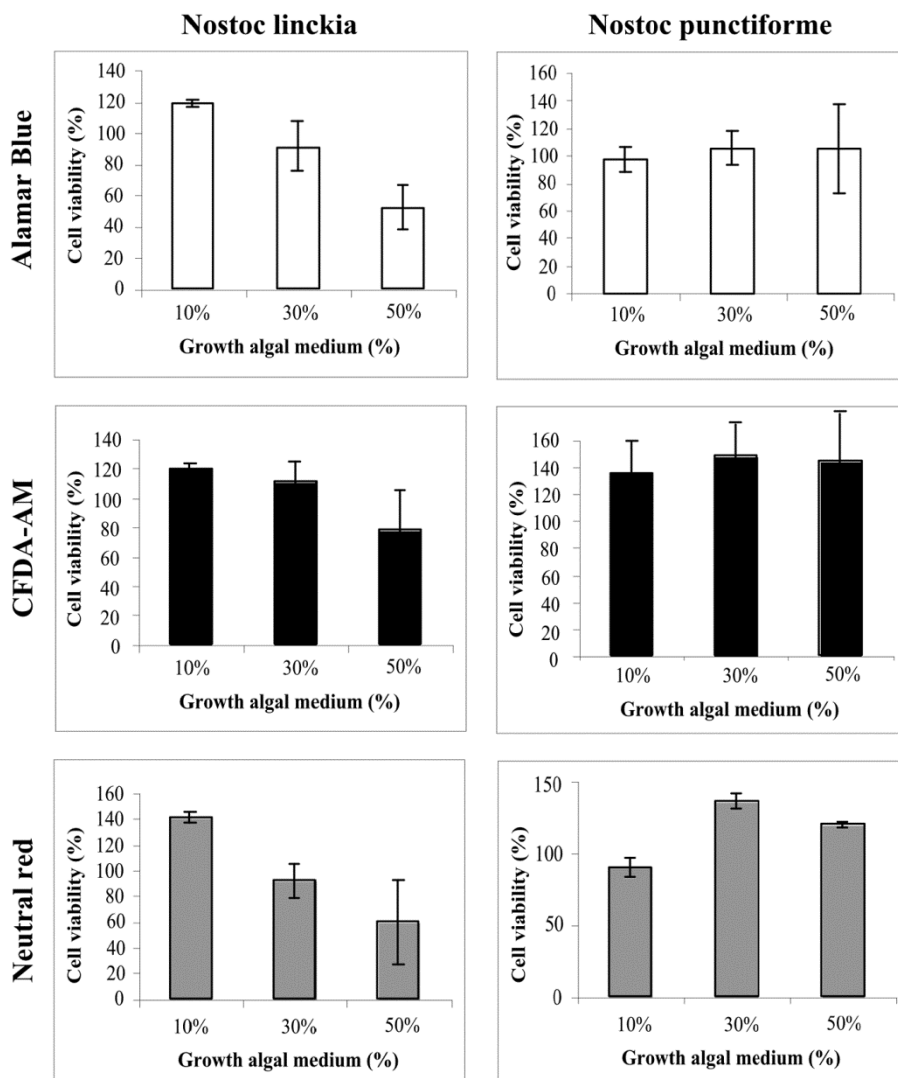 Nostoc linckia
Nostoc punctiforme
Alamar Blue
Cell viability (%)
140
120
100
80
60
40
20
0
10% 30% 50%
Growth algal medium (%)
Cell viability (%)
160
140
120
100
80
60
40
20
0
10% 30% 50%
Growth algal medium (%)
CFDA-AM
Cell viability (%)
140
120
100
80
60
40
20
0
10% 30% 50%
Growth algal medium (%)
Cell viability (%)
160
140
120
100
80
60
40
20
0
10% 30% 50%
Growth algal medium (%)
Neutral red
Cell viability (%)
160
140
120
100
80
60
40
20
0
10% 30% 50%
Growth algal medium (%)
Cell viability (%)
150
100
50
0
10% 30% 50%
Growth algal medium (%)